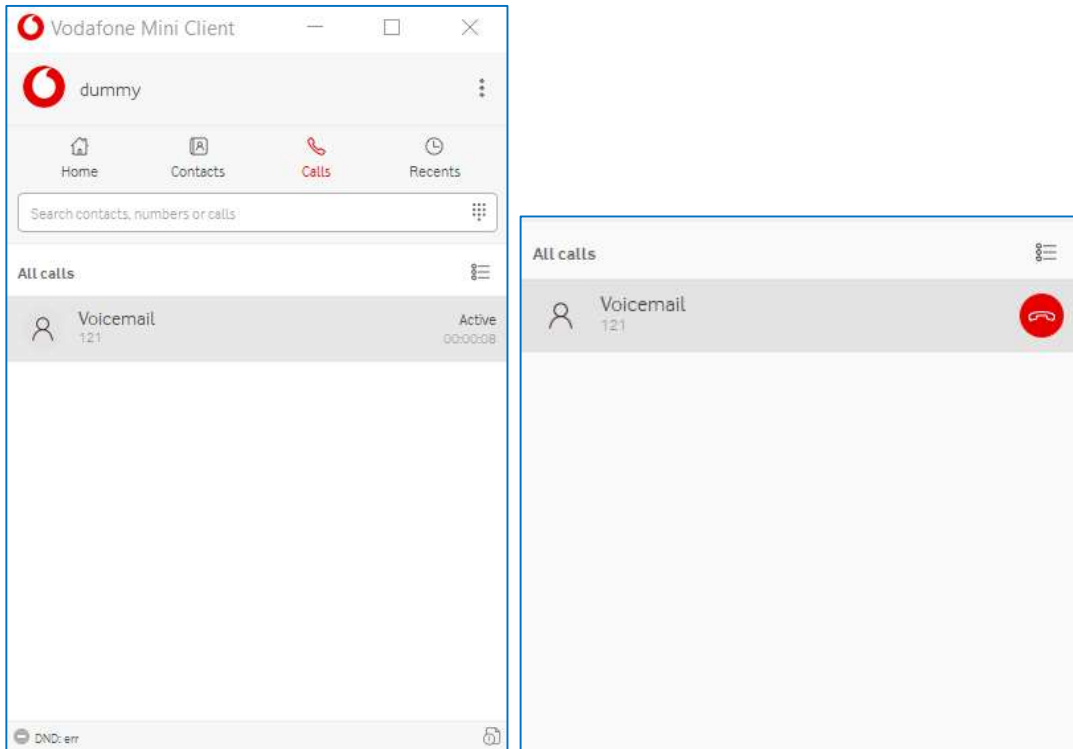 Vodafone Mini Client
dummy
Home Contacts Calls Recents
Search contacts, numbers or calls
All calls
Voicemail Active
121 00:00:08
DND: err
All calls
Voicemail
121